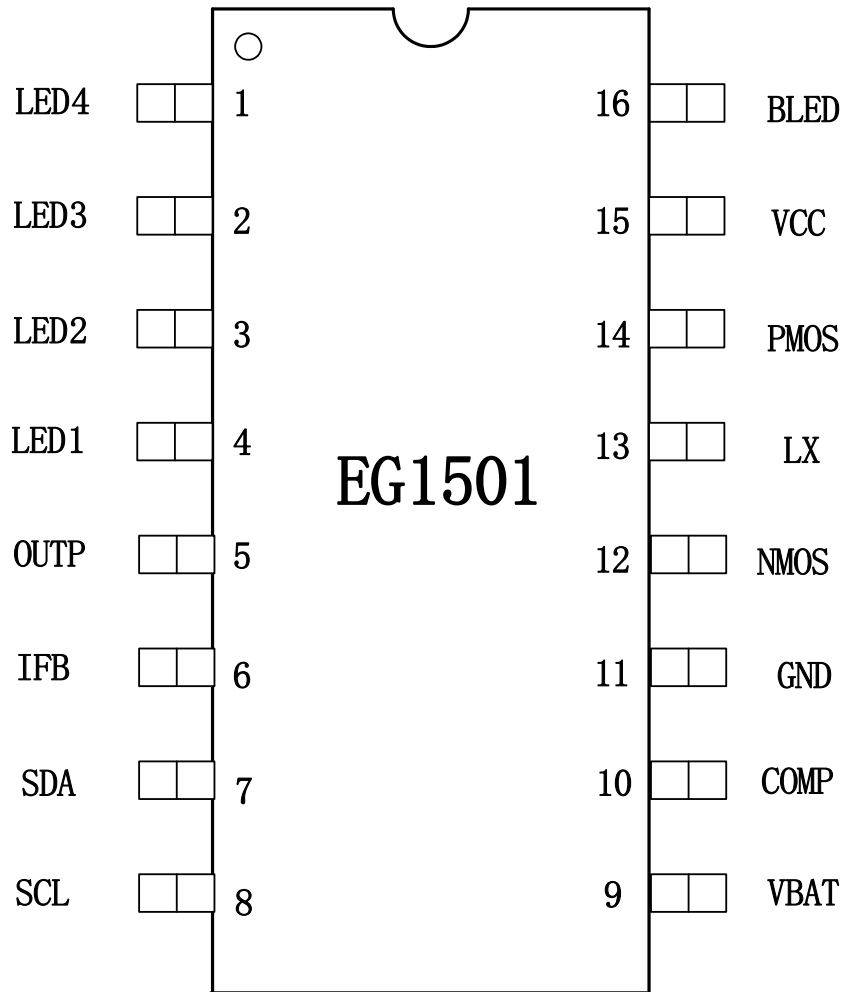 LED4 1 16 BLED
LED3 2 15 VCC
LED2 3 14 PMOS
LED1 4 13 LX
EG1501
OUTP 5 12 NMOS
IFB 6 11 GND
SDA 7 10 COMP
SCL 8 9 VBAT